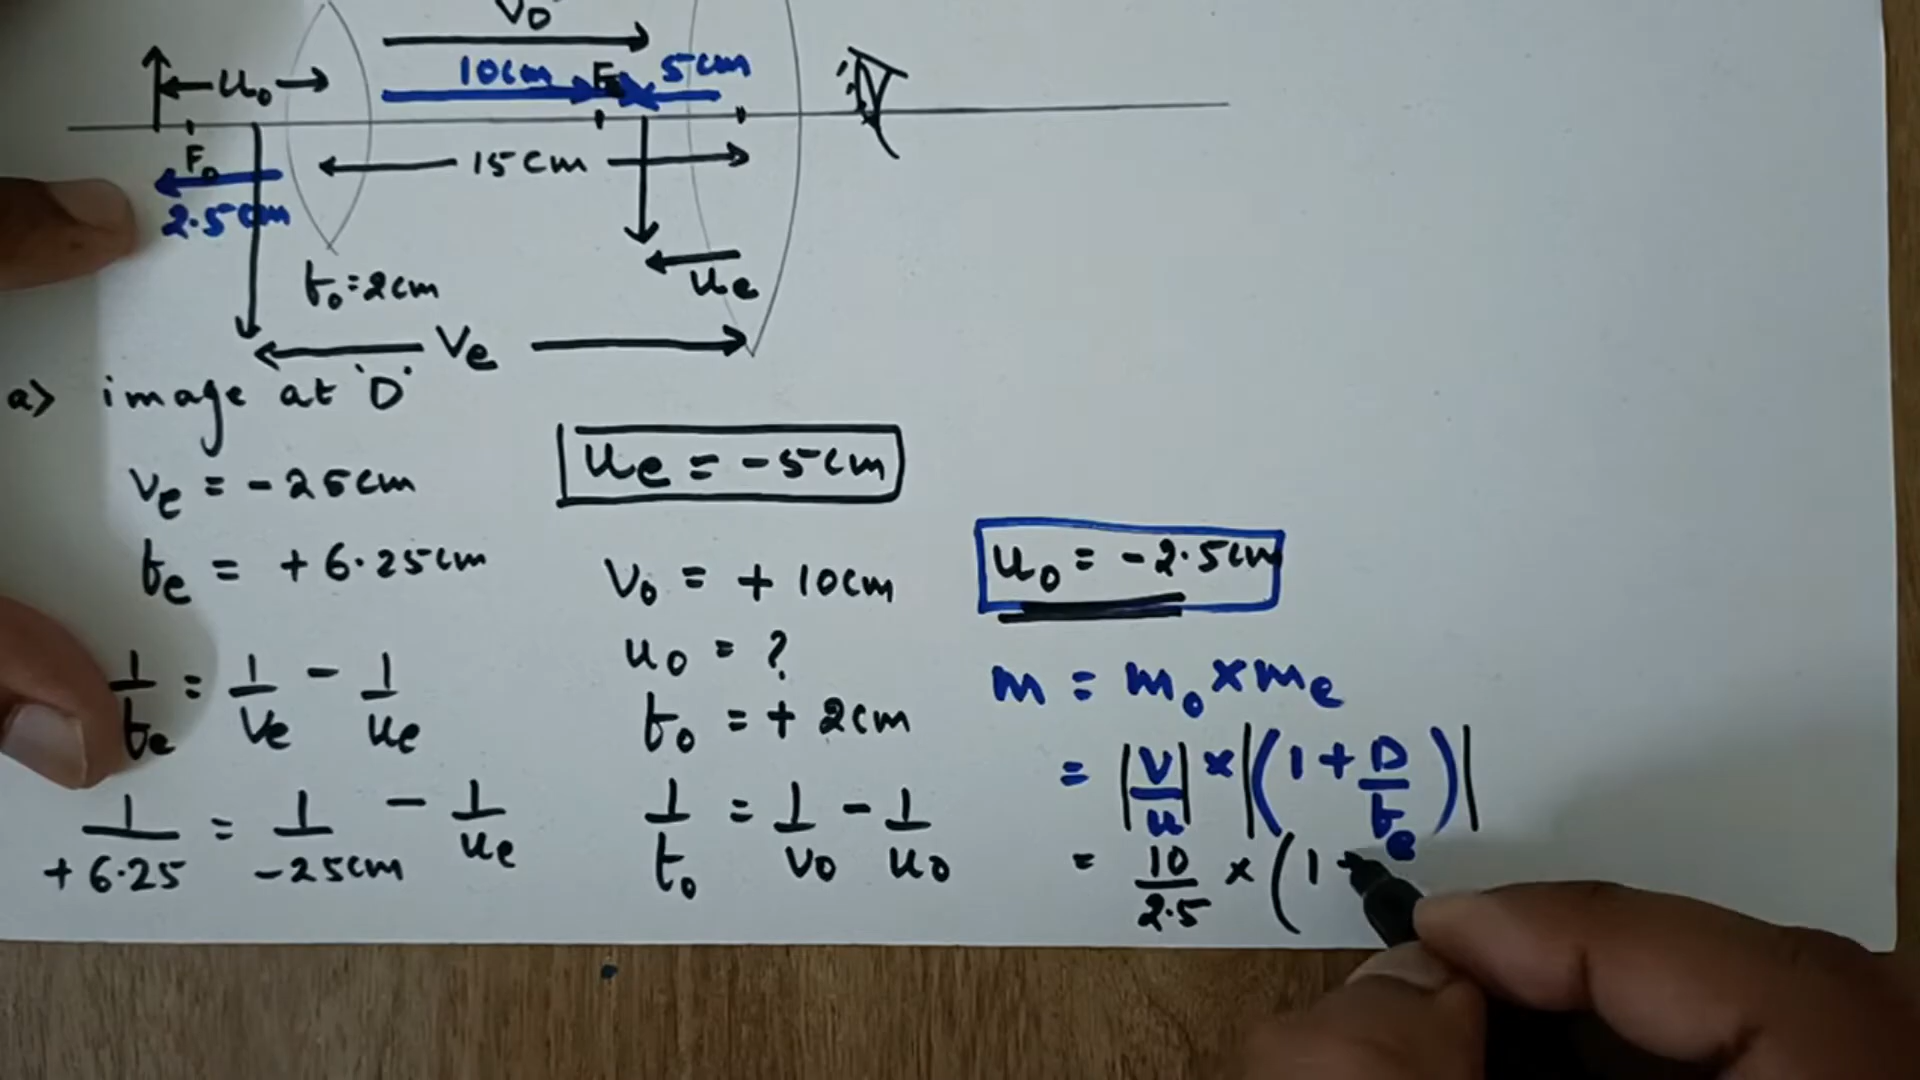 V₀
u₀ 10cm F 5cm
F₀ 15cm
2.5cm
uₑ
f₀=2cm
Vₑ
a) image at 'D'
uₑ = -5cm
Vₑ = -25cm
u₀ = -2.5cm
fₑ = +6.25cm
V₀ = +10cm
u₀ = ?
1/fₑ = 1/Vₑ - 1/uₑ
f₀ = +2cm
m = m₀ × mₑ
= |V/u| × |(1 + D/fₑ)|
1/+6.25 = 1/-25cm - 1/uₑ
1/f₀ = 1/V₀ - 1/u₀
= 10/2.5 × (1 +